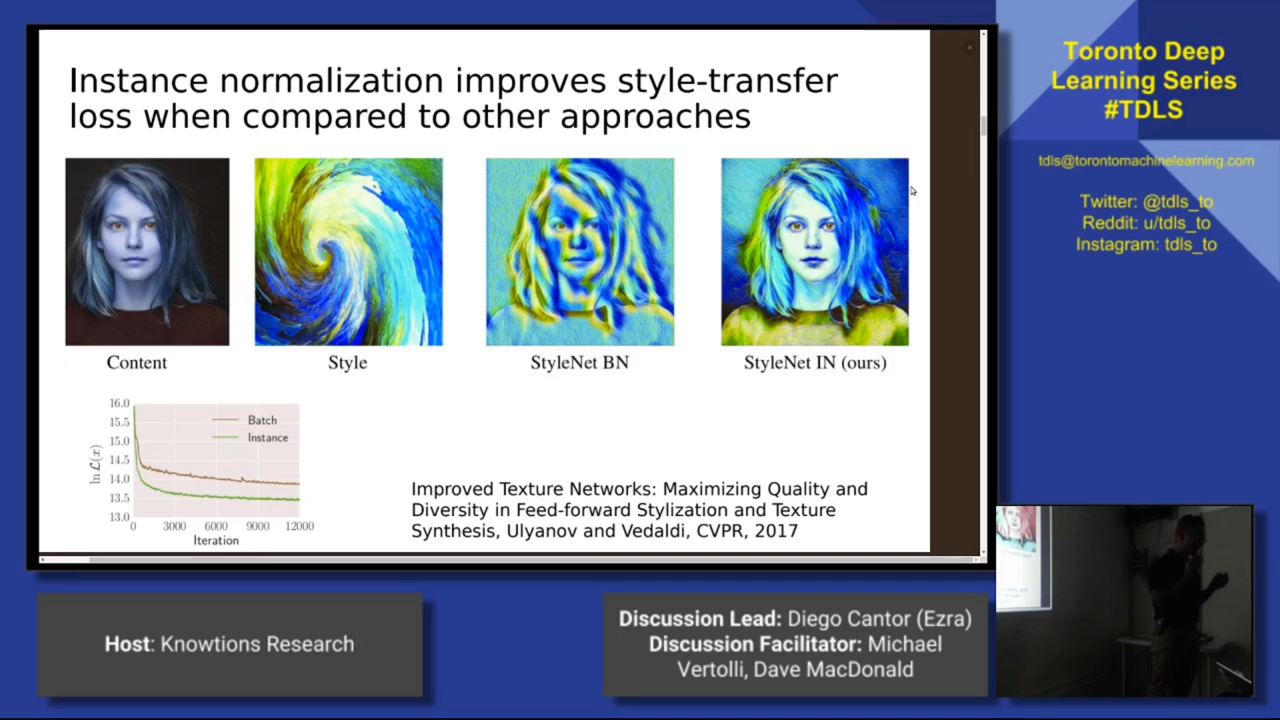 Instance normalization improves style-transfer
loss when compared to other approaches
Content
Style
StyleNet BN
StyleNet IN (ours)
16.0
15.5
15.0
14.5
14.0
13.5
13.0
ln L(x)
Batch
Instance
0 3000 6000 9000 12000
Iteration
Improved Texture Networks: Maximizing Quality and
Diversity in Feed-forward Stylization and Texture
Synthesis, Ulyanov and Vedaldi, CVPR, 2017
Toronto Deep
Learning Series
#TDLS
tdls@torontomachinelearning.com
Twitter: @tdls_to
Reddit: u/tdls_to
Instagram: tdls_to
Host: Knowtions Research
Discussion Lead: Diego Cantor (Ezra)
Discussion Facilitator: Michael
Vertolli, Dave MacDonald